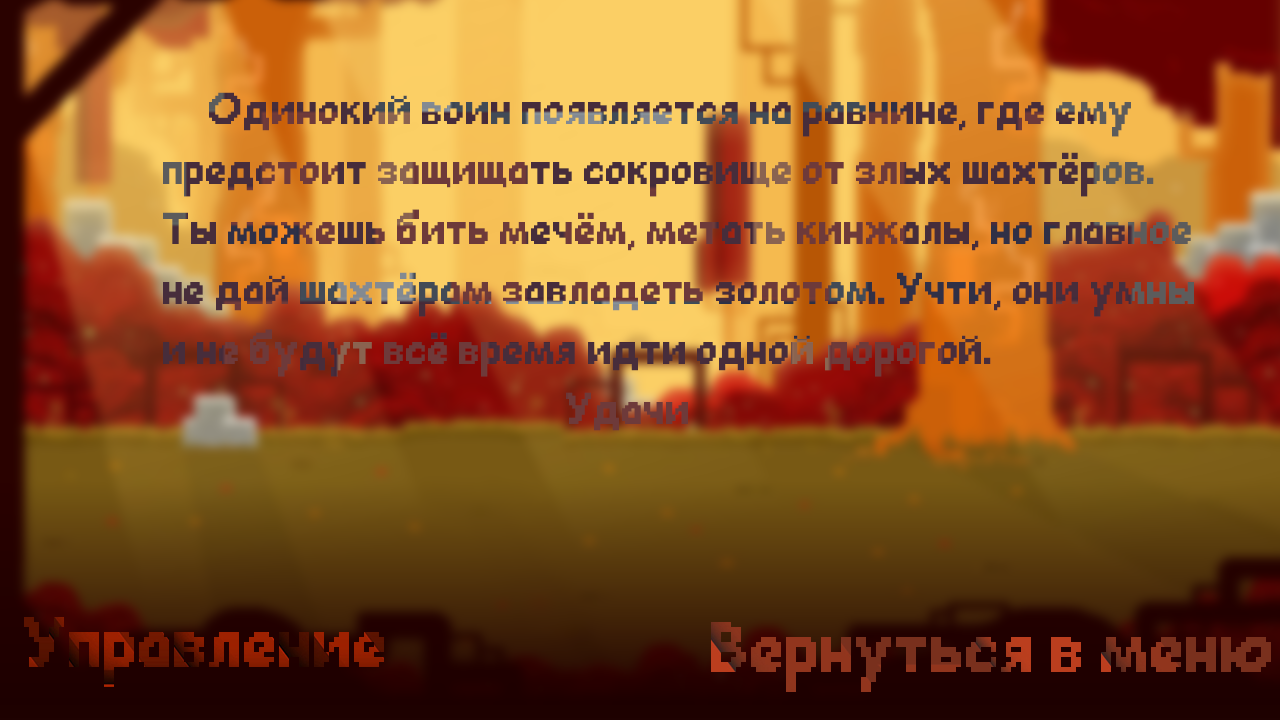 Одинокий воин появляется на равнине, где ему
предстоит защищать сокровище от злых шахтёров.
Ты можешь бить мечём, метать кинжалы, но главное
не дай шахтёрам завладеть золотом. Учти, они умны
и не будут всё время идти одной дорогой.
Удачи
Управление
Вернуться в меню